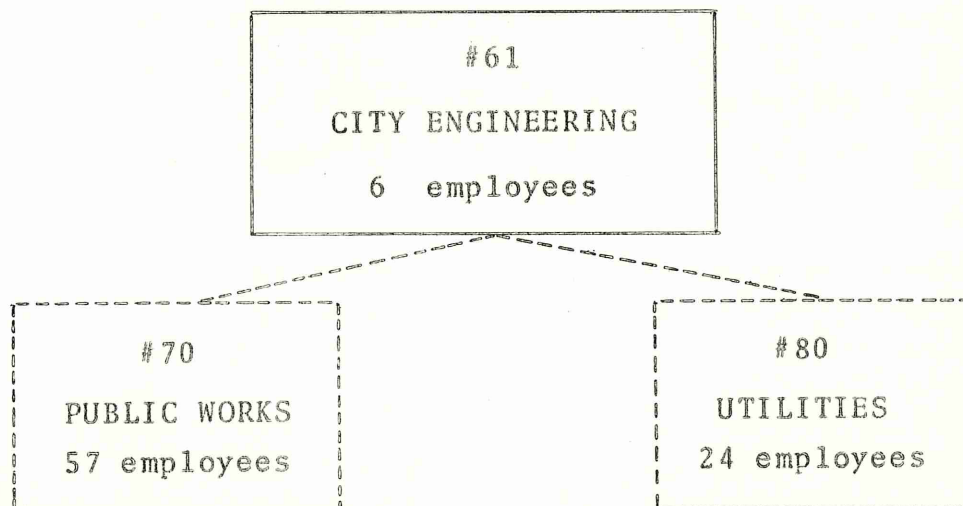 #61
CITY ENGINEERING
6 employees
#70
PUBLIC WORKS
57 employees
#80
UTILITIES
24 employees